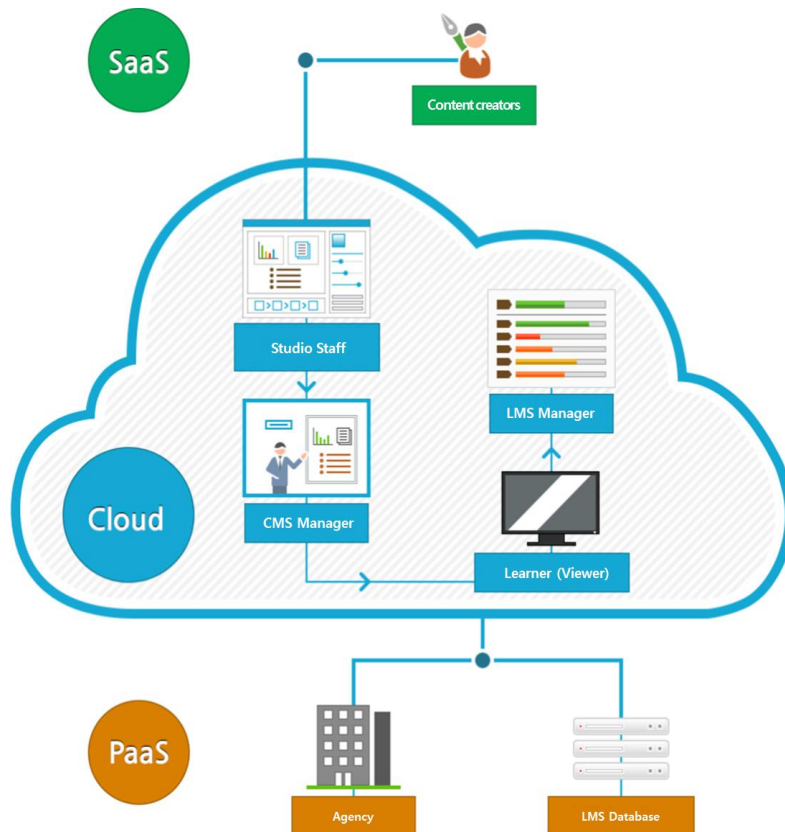 SaaS
Content creators
Studio Staff
LMS Manager
Cloud
CMS Manager
Learner (Viewer)
PaaS
Agency
LMS Database